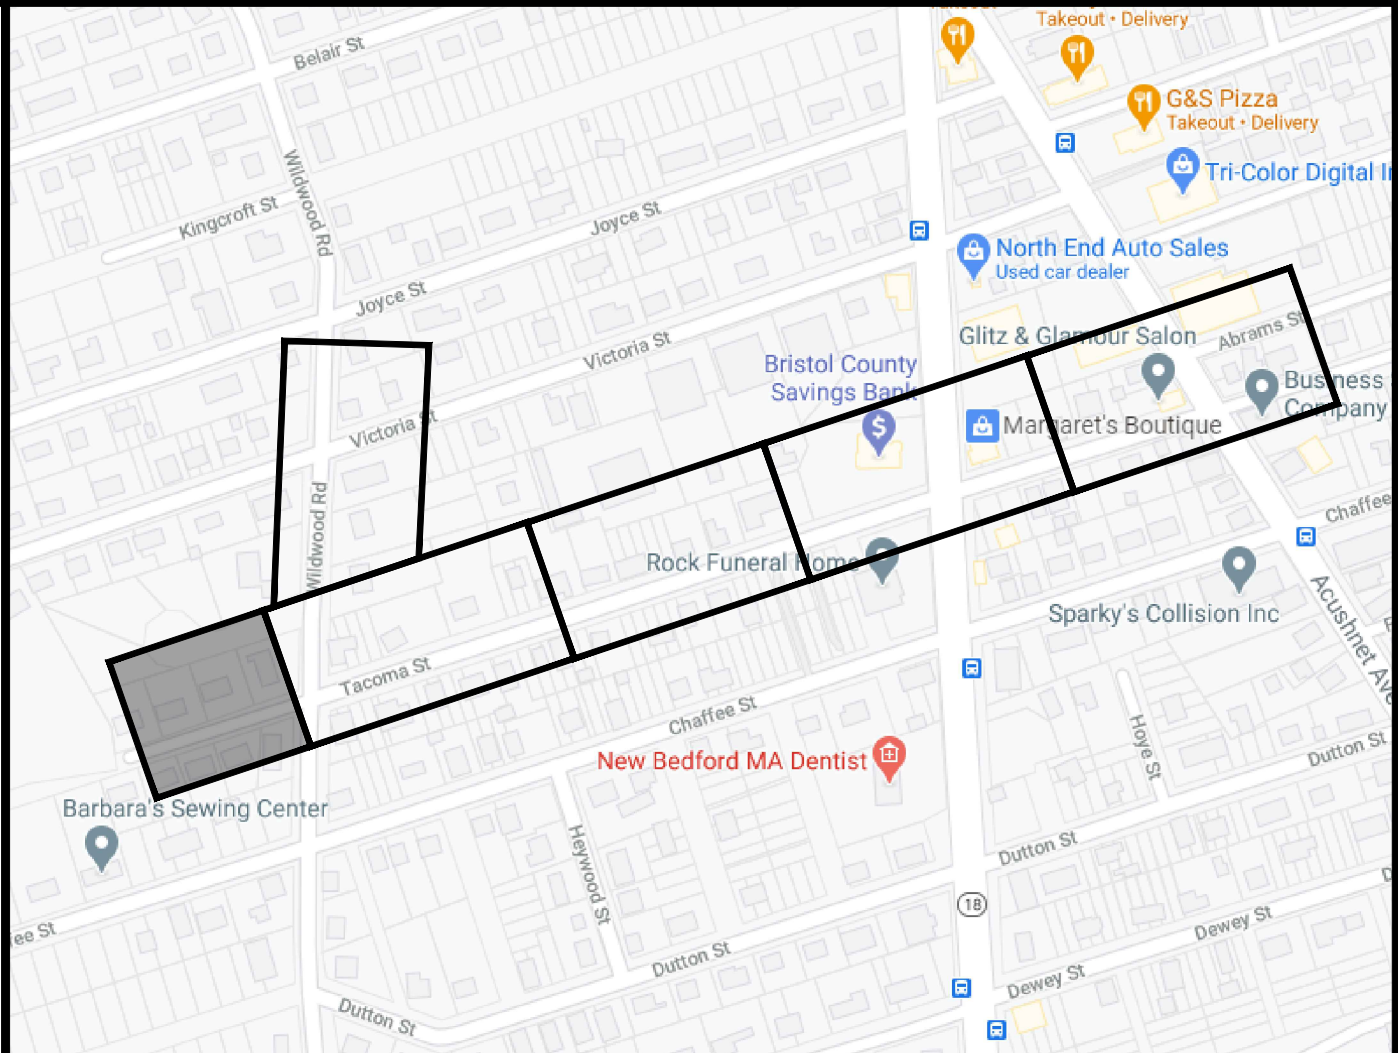 Takeout • Delivery
Belair St
G&S Pizza
Takeout • Delivery
Wildwood Rd
Tri-Color Digital
Kingcroft St
Joyce St
North End Auto Sales
Used car dealer
Joyce St
Abrams St
Glitz & Glamour Salon
Victoria St
Bristol County
Savings Bank
Business
Company
Victoria St
Margaret's Boutique
Wildwood Rd
Chaffee
Rock Funeral Home
Sparky's Collision Inc
Acushnet Av
Tacoma St
Chaffee St
Hoye St
Dutton St
New Bedford MA Dentist
Barbara's Sewing Center
Heywood St
Dutton St
18
Dewey St
Dutton St
Dewey St
Dutton St